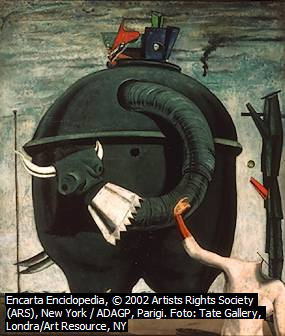 Encarta Enciclopedia, © 2002 Artists Rights Society
(ARS), New York / ADAGP, Parigi. Foto: Tate Gallery,
Londra/Art Resource, NY